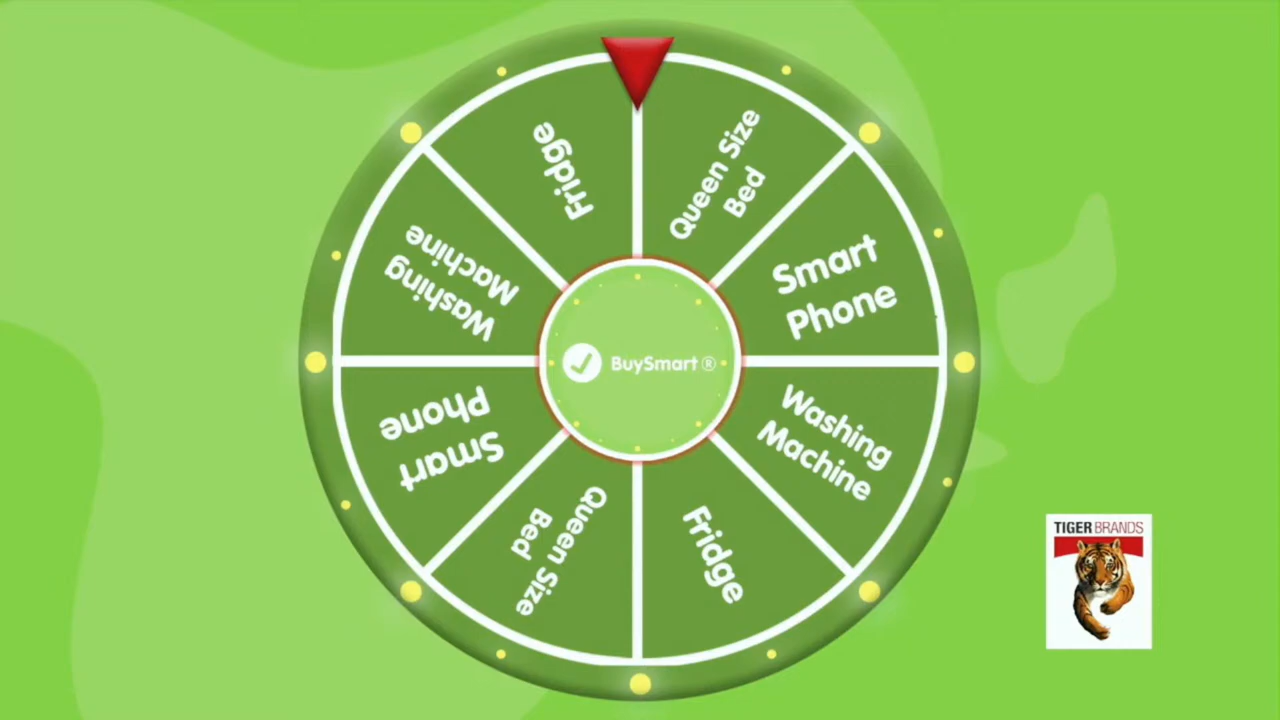 Queen Size
Bed
Smart
Phone
Washing
Machine
Fridge
Queen Size
Bed
Smart
Phone
Washing
Machine
Fridge
BuySmart®
TIGER BRANDS